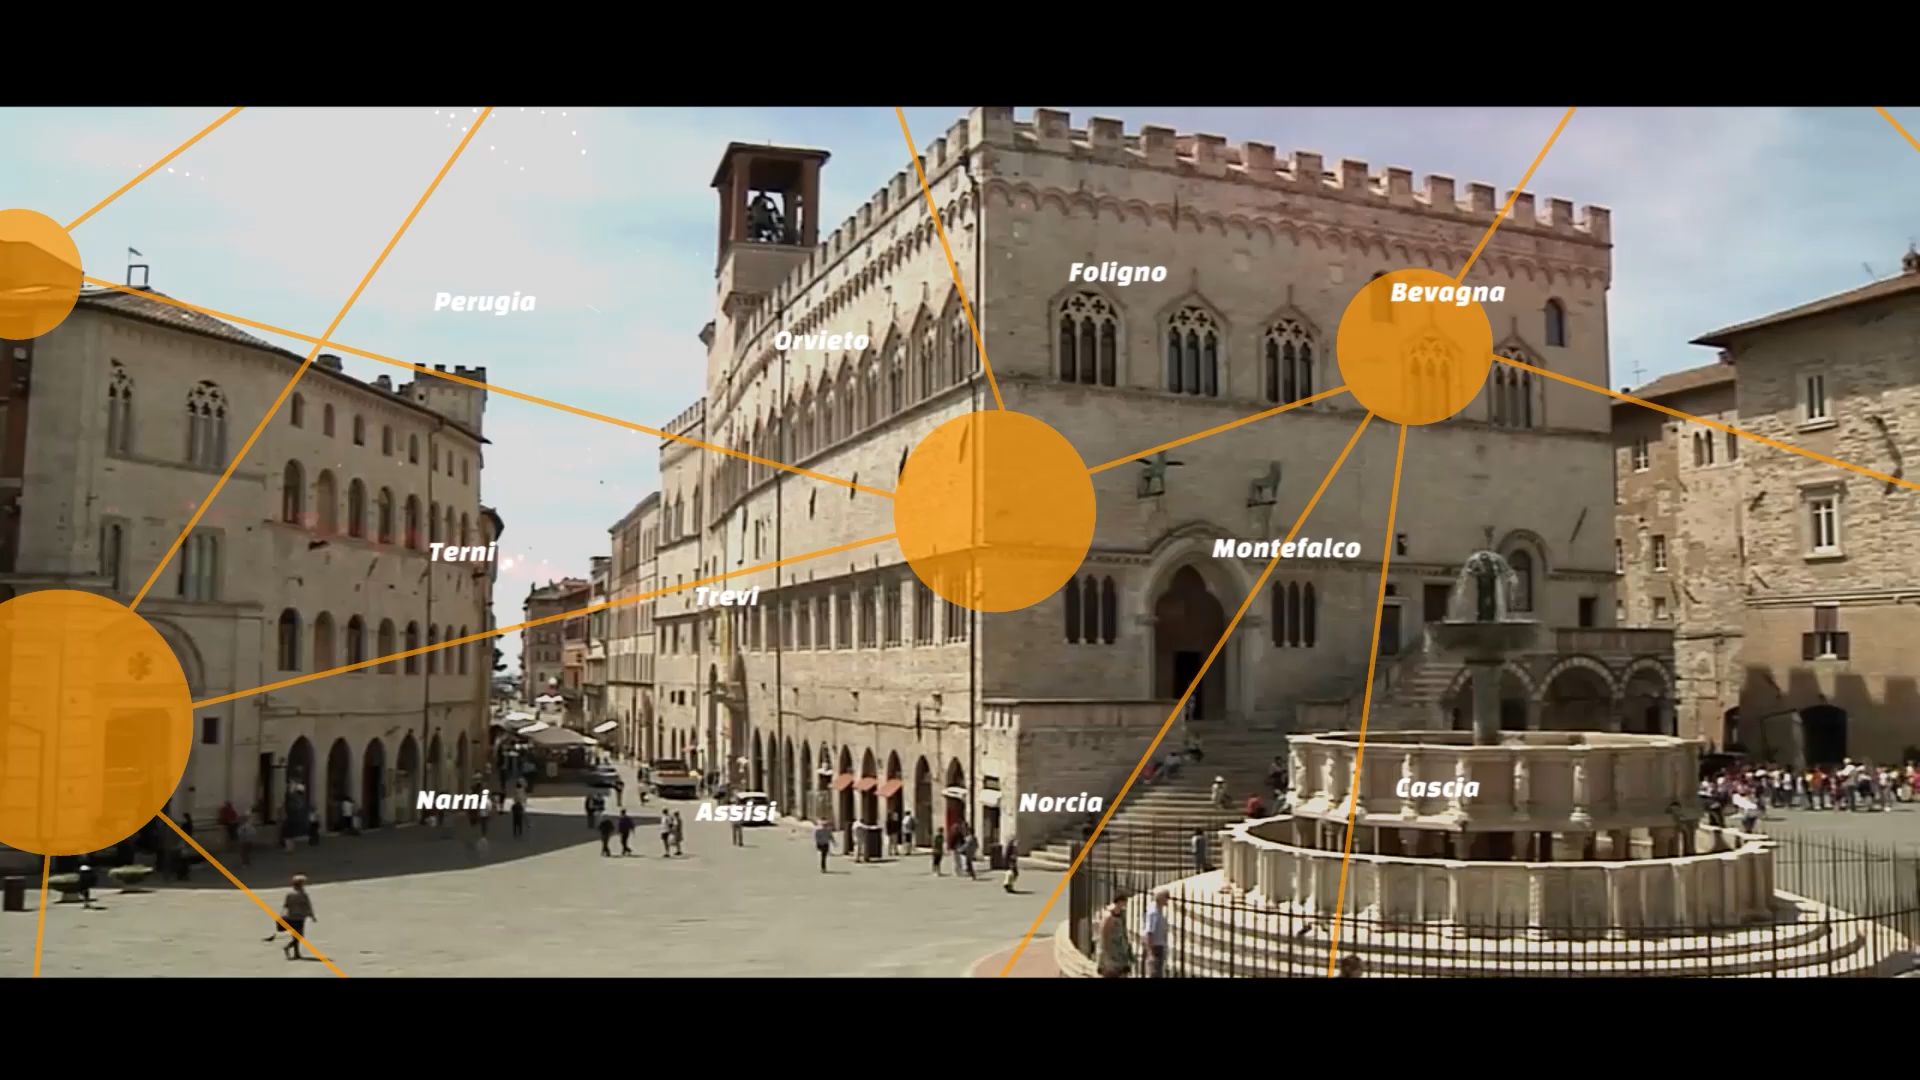 Foligno
Bevagna
Perugia
Orvieto
Terni
Montefalco
Trevi
Narni
Assisi
Norcia
Cascia